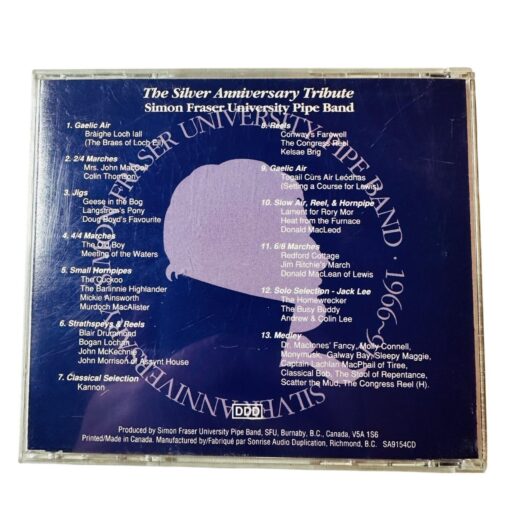 The Silver Anniversary Tribute
Simon Fraser University Pipe Band
1. Gaelic Air
Braighe Loch Iall
(The Braes of Loch Eil)
2. 2/4 Marches
Mrs. John MacColl
Colin Thomson
3. Jigs
Geese in the Bog
Langstrom's Pony
Doug Boyd's Favourite
4. 4/4 Marches
The Old Boy
Meeting of the Waters
5. Small Hornpipes
The Cuckoo
The Barlinnie Highlander
Mickie Ainsworth
Murdoch MacAlister
6. Strathspeys & Reels
Blair Drummond
Bogan Lochan
John McKechnie
John Morrison of Assynt House
7. Classical Selection
Kannon
8. Reels
Conway's Farewell
The Congress Reel
Kelsae Brig
9. Gaelic Air
Togail Cùrs Air Leòdhas
(Setting a Course for Lewis)
10. Slow Air, Reel, & Hornpipe
Lament for Rory Mor
Heat from the Furnace
Donald MacLeod
11. 6/8 Marches
Redford Cottage
Jim Ritchie's March
Donald MacLean of Lewis
12. Solo Selection - Jack Lee
The Homewrecker
The Busy Buddy
Andrew & Colin Lee
13. Medley
Dr. MacInnes' Fancy, Molly Connell,
Monymusk, Galway Bay, Sleepy Maggie,
Captain Lachlan MacPhail of Tiree,
Classical Bob, The Stool of Repentance,
Scatter the Mud, The Congress Reel (H).
SIMON FRASER UNIVERSITY PIPE BAND · 1966~
SILVER ANNIVERSARY
DDD
Produced by Simon Fraser University Pipe Band, SFU, Burnaby, B.C., Canada, V5A 1S6
Printed/Made in Canada. Manufactured by/Fabriqué par Sonrise Audio Duplication, Richmond, B.C. SA9154CD